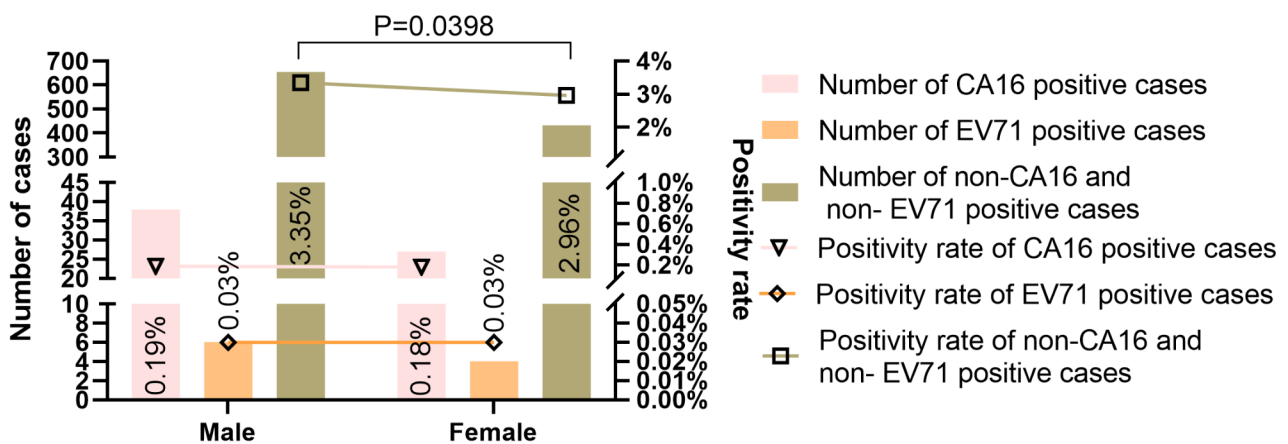 P=0.0398
Number of cases
700
600
500
400
300
45
40
35
30
25
20
10
8
6
4
2
0
0.19%
0.03%
3.35%
0.18%
0.03%
2.96%
Male
Female
4%
3%
2%
1.0%
0.8%
0.6%
0.4%
0.2%
0.05%
0.04%
0.03%
0.02%
0.01%
0.00%
Positivity rate
Number of CA16 positive cases
Number of EV71 positive cases
Number of non-CA16 and
non- EV71 positive cases
Positivity rate of CA16 positive cases
Positivity rate of EV71 positive cases
Positivity rate of non-CA16 and
non- EV71 positive cases